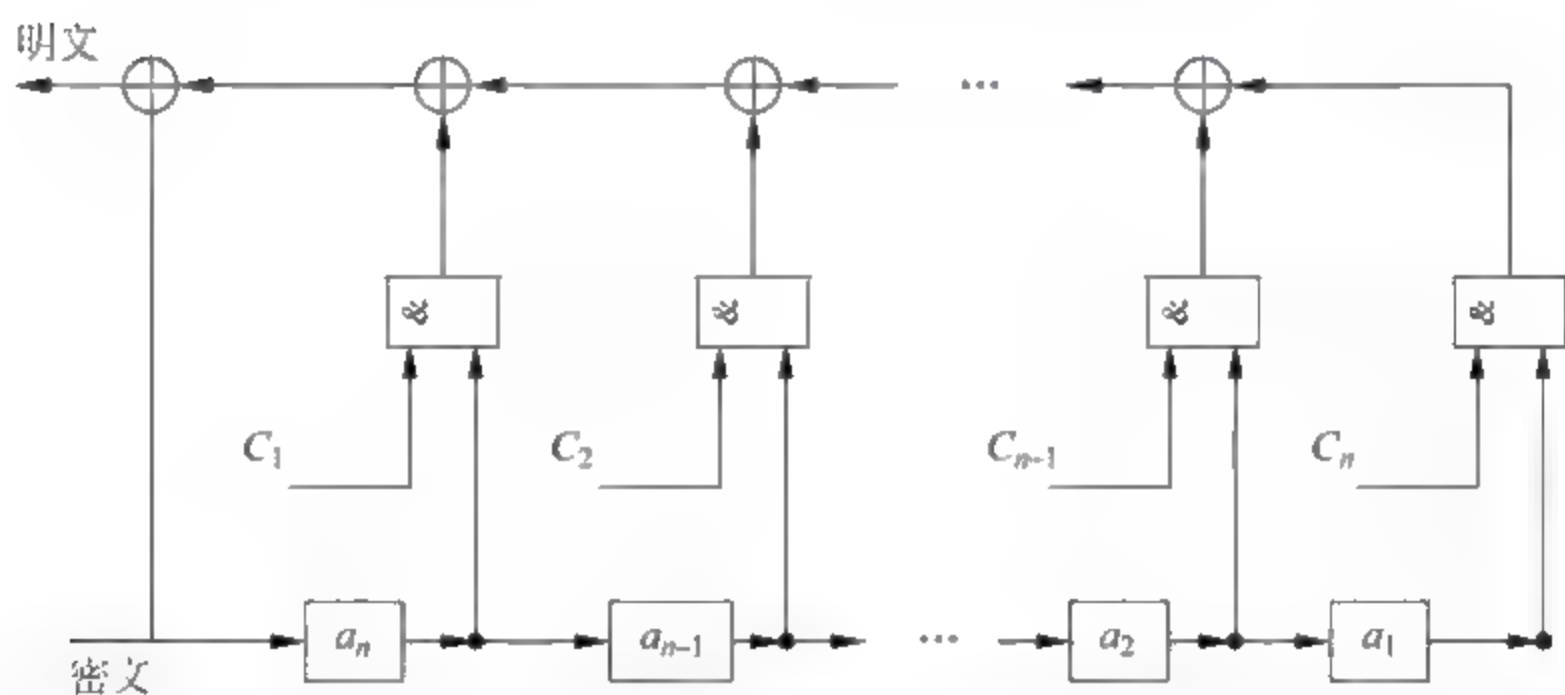 明文
...
& & & &
C₁ C₂ Cₙ₋₁ Cₙ
aₙ aₙ₋₁ ... a₂ a₁
密文